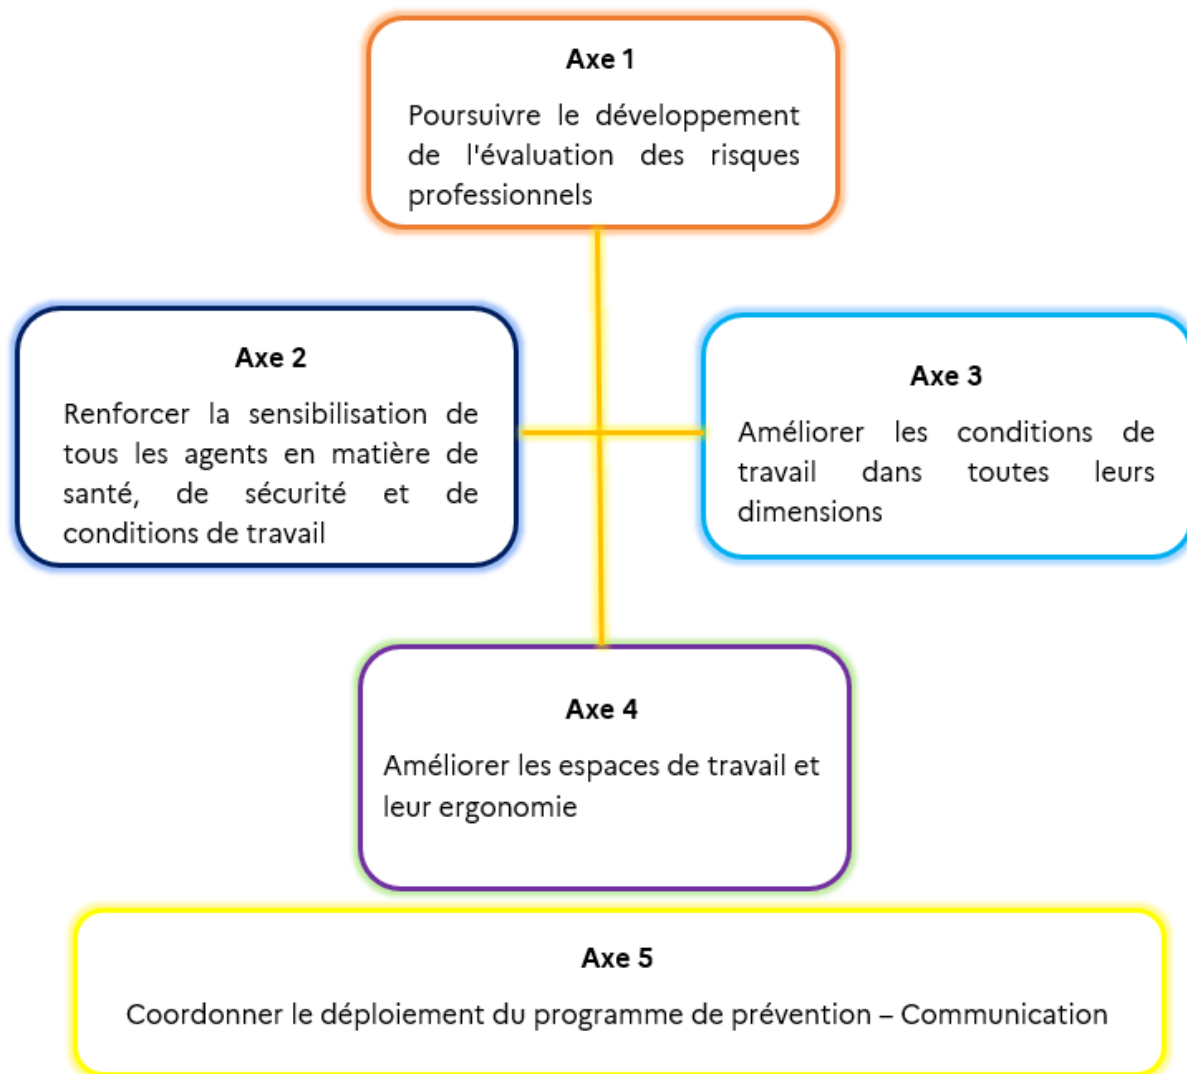 Axe 1
Poursuivre le développement
de l'évaluation des risques
professionnels
Axe 2
Renforcer la sensibilisation de
tous les agents en matière de
santé, de sécurité et de
conditions de travail
Axe 3
Améliorer les conditions de
travail dans toutes leurs
dimensions
Axe 4
Améliorer les espaces de travail et
leur ergonomie
Axe 5
Coordonner le déploiement du programme de prévention – Communication